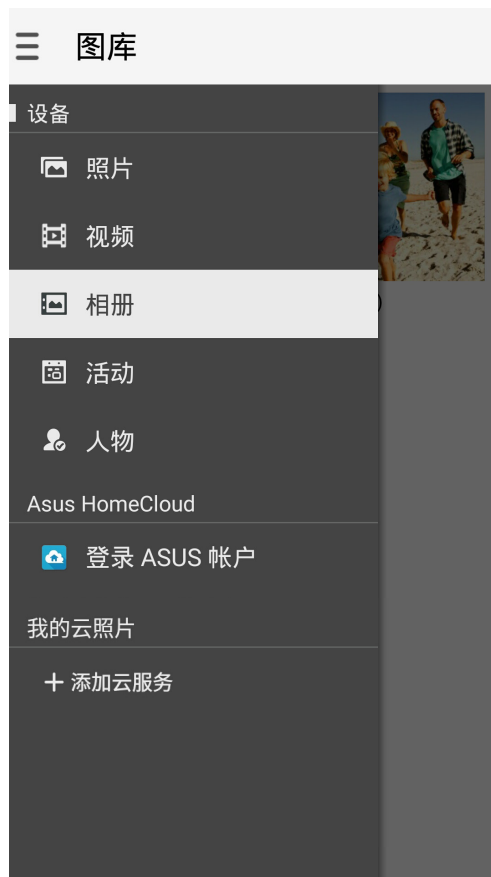 图库
设备
照片
视频
相册
)
活动
人物
Asus HomeCloud
登录 ASUS 帐户
我的云照片
添加云服务